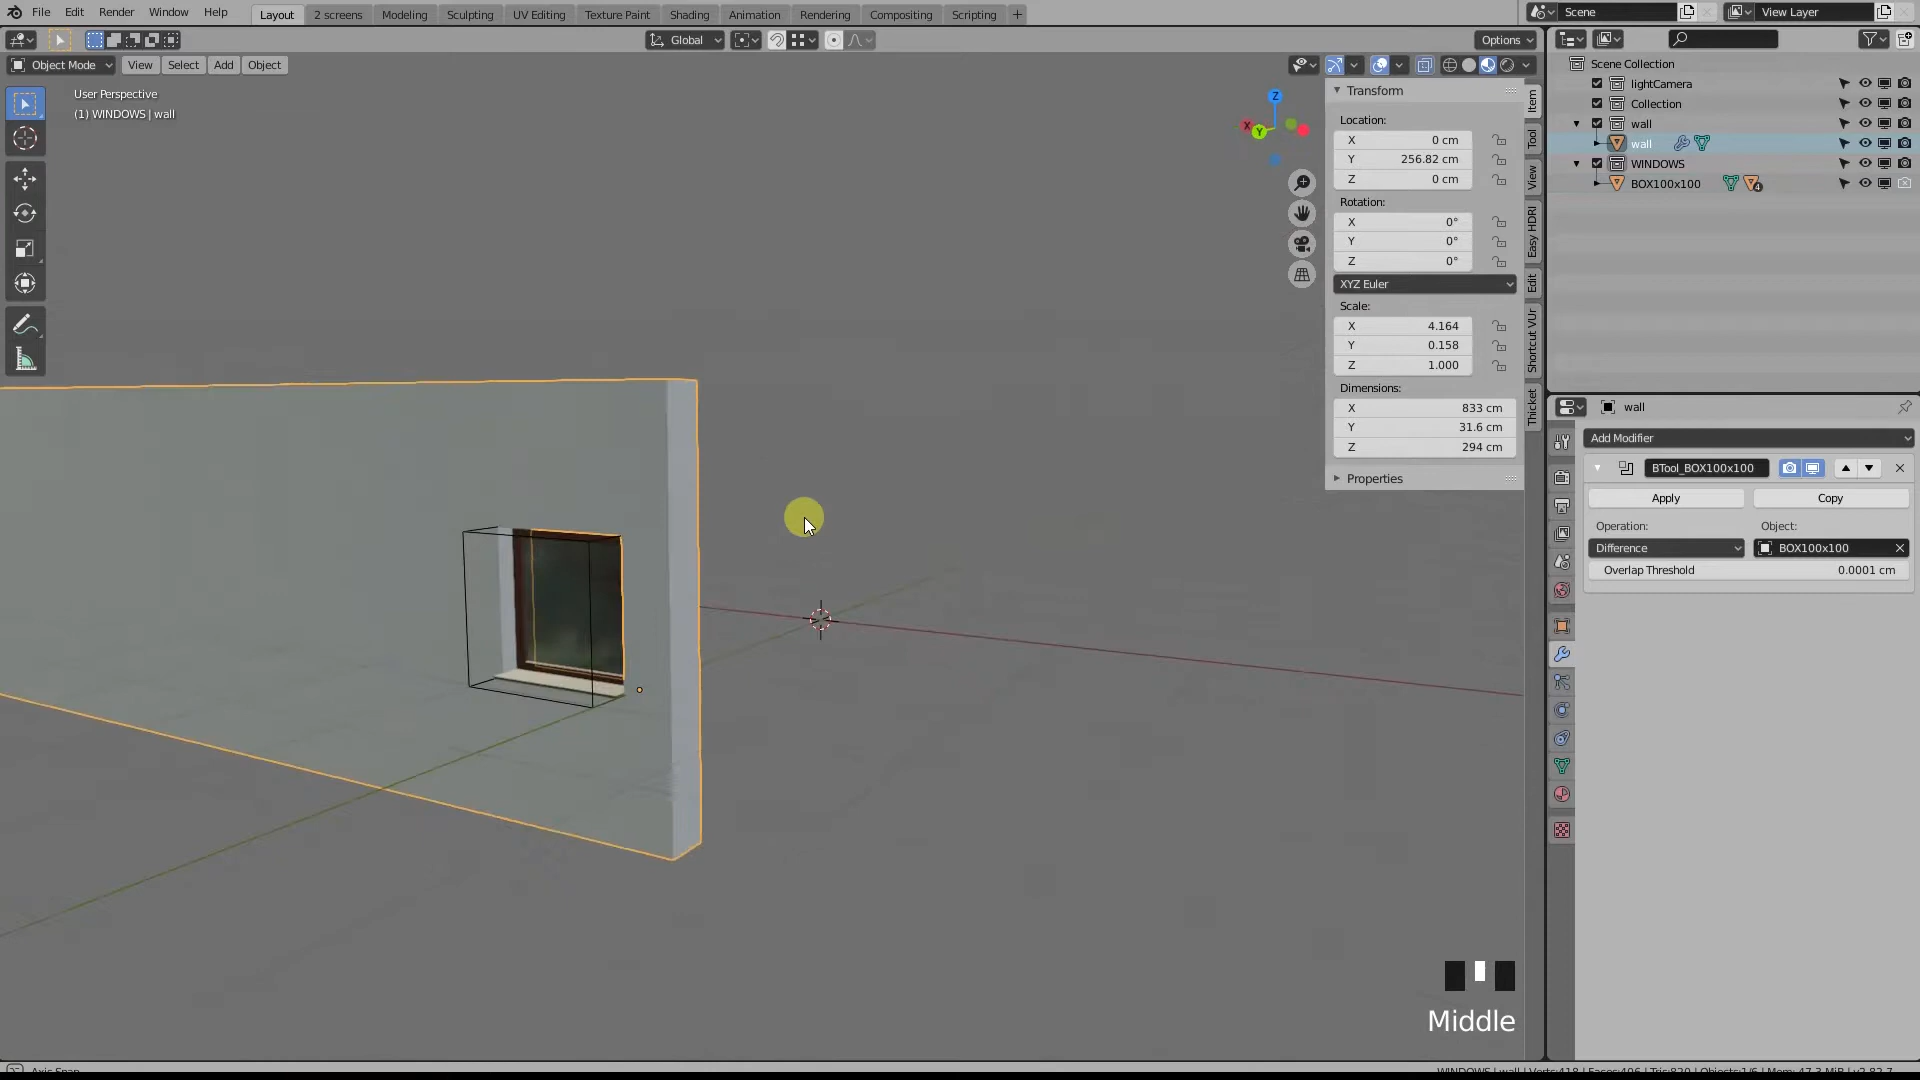 File Edit Render Window Help Layout 2 screens Modeling Sculpting UV Editing Texture Paint Shading Animation Rendering Compositing Scripting + Scene View Layer
Global Options
Object Mode View Select Add Object
User Perspective
(1) WINDOWS | wall
X Y Z
Transform
Location:
X 0 cm
Y 256.82 cm
Z 0 cm
Rotation:
X 0°
Y 0°
Z 0°
XYZ Euler
Scale:
X 4.164
Y 0.158
Z 1.000
Dimensions:
X 833 cm
Y 31.6 cm
Z 294 cm
Properties
Item
Tool
View
Easy HDRI
Edit
Shortcut VUr
Thicket
Scene Collection
lightCamera
Collection
wall
wall
WINDOWS
BOX100x100 4
wall
Add Modifier
BTool_BOX100x100
Apply Copy
Operation: Object:
Difference BOX100x100
Overlap Threshold 0.0001 cm
Middle